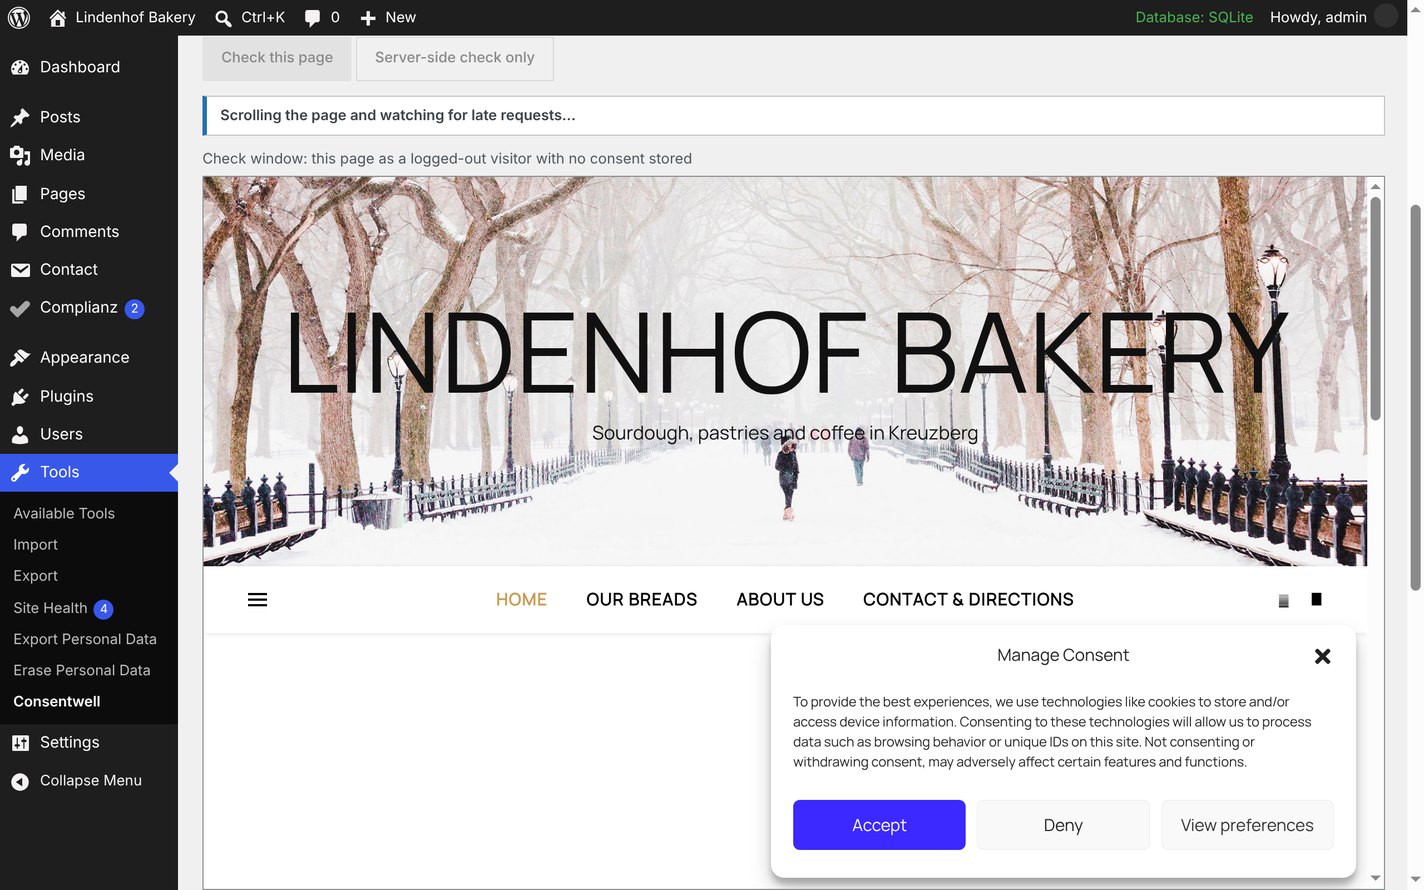 Lindenhof Bakery
Ctrl+K
0
New
Database: SQLite
Howdy, admin
Dashboard
Posts
Media
Pages
Comments
Contact
Complianz 2
Appearance
Plugins
Users
Tools
Available Tools
Import
Export
Site Health 4
Export Personal Data
Erase Personal Data
Consentwell
Settings
Collapse Menu
Check this page
Server-side check only
Scrolling the page and watching for late requests...
Check window: this page as a logged-out visitor with no consent stored
LINDENHOF BAKERY
Sourdough, pastries and coffee in Kreuzberg
HOME
OUR BREADS
ABOUT US
CONTACT & DIRECTIONS
Manage Consent
To provide the best experiences, we use technologies like cookies to store and/or
access device information. Consenting to these technologies will allow us to process
data such as browsing behavior or unique IDs on this site. Not consenting or
withdrawing consent, may adversely affect certain features and functions.
Accept
Deny
View preferences